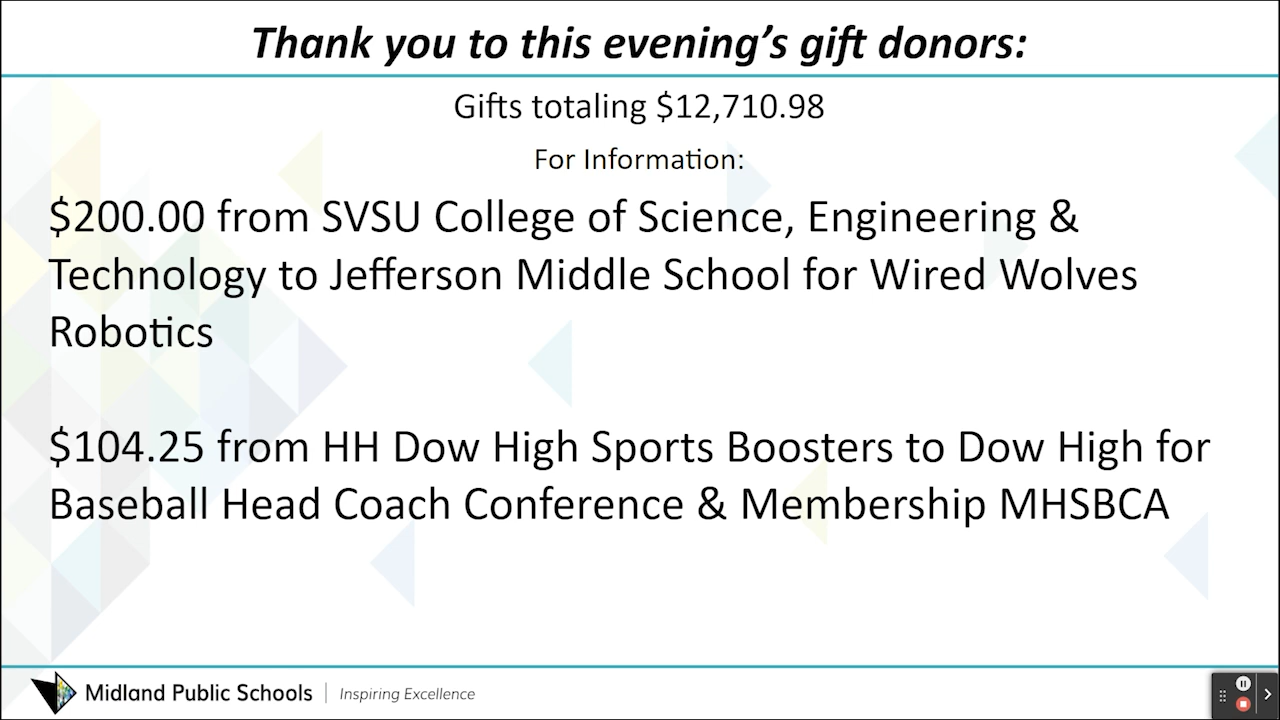 Thank you to this evening’s gift donors:
Gifts totaling $12,710.98
For Information:
$200.00 from SVSU College of Science, Engineering &
Technology to Jefferson Middle School for Wired Wolves
Robotics
$104.25 from HH Dow High Sports Boosters to Dow High for
Baseball Head Coach Conference & Membership MHSBCA
Midland Public Schools | Inspiring Excellence